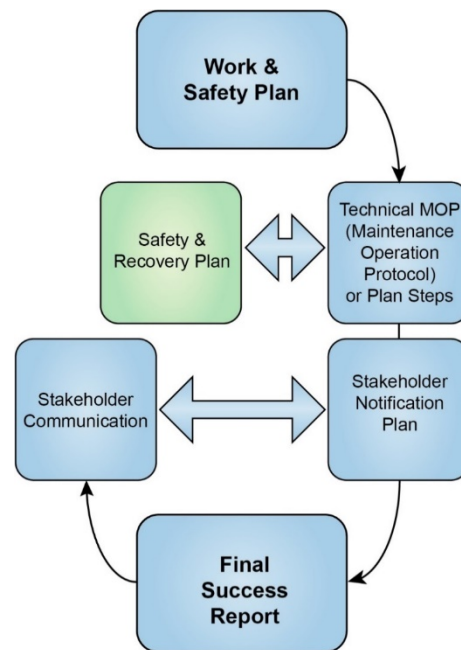 Work &
Safety Plan
Safety &
Recovery Plan
Technical MOP
(Maintenance
Operation
Protocol)
or Plan Steps
Stakeholder
Communication
Stakeholder
Notification
Plan
Final
Success
Report